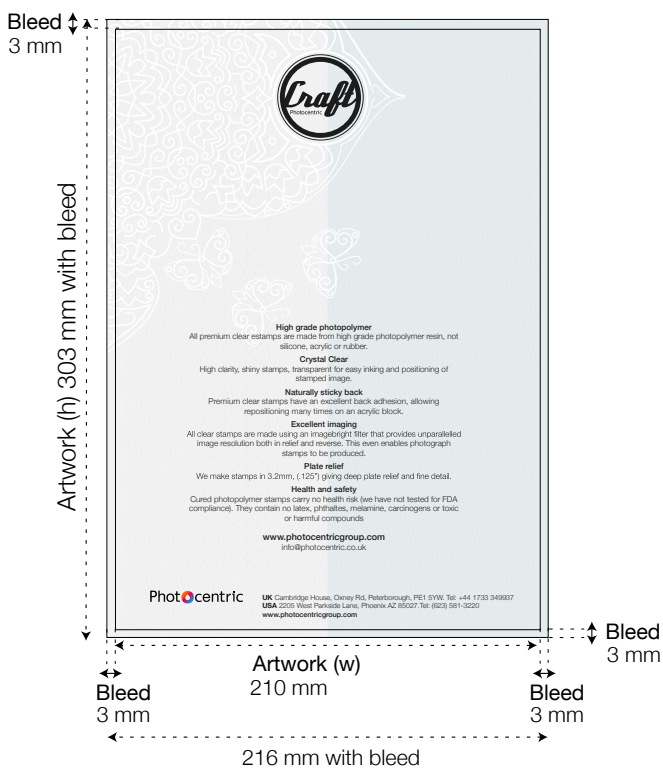 Bleed
3 mm
Artwork (h) 303 mm with bleed
Craft
Photocentric
High grade photopolymer
All premium clear estamps are made from high grade photopolymer resin, not
silicone, acrylic or rubber.
Crystal Clear
High clarity, shiny stamps, transparent for easy inking and positioning of
stamped image.
Naturally sticky back
Premium clear stamps have an excellent back adhesion, allowing
repositioning many times on an acrylic block.
Excellent imaging
All clear stamps are made using an imagebright filter that provides unparallelled
image resolution both in relief and reverse. This even enables photograph
stamps to be produced.
Plate relief
We make stamps in 3.2mm, (.125") giving deep plate relief and fine detail.
Health and safety
Cured photopolymer stamps carry no health risk (we have not tested for FDA
compliance). They contain no latex, phthaltes, melamine, carcinogens or toxic
or harmful compounds
www.photocentricgroup.com
info@photocentric.co.uk
Photocentric
UK Cambridge House, Oxney Rd, Peterborough, PE1 5YW. Tel: +44 1733 349937
USA 2205 West Parkside Lane, Phoenix AZ 85027.Tel: (623) 581-3220
www.photocentricgroup.com
Bleed
3 mm
Artwork (w)
210 mm
Bleed
3 mm
Bleed
3 mm
216 mm with bleed